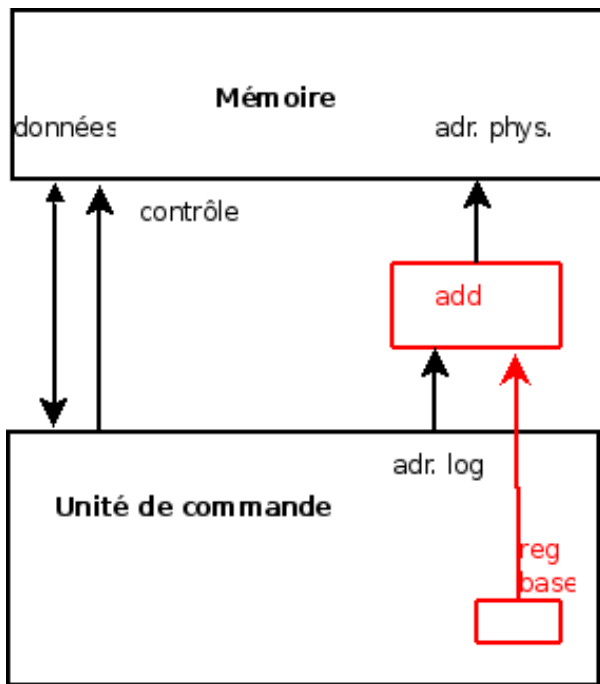 Mémoire
données
adr. phys.
contrôle
add
adr. log
Unité de commande
reg
base